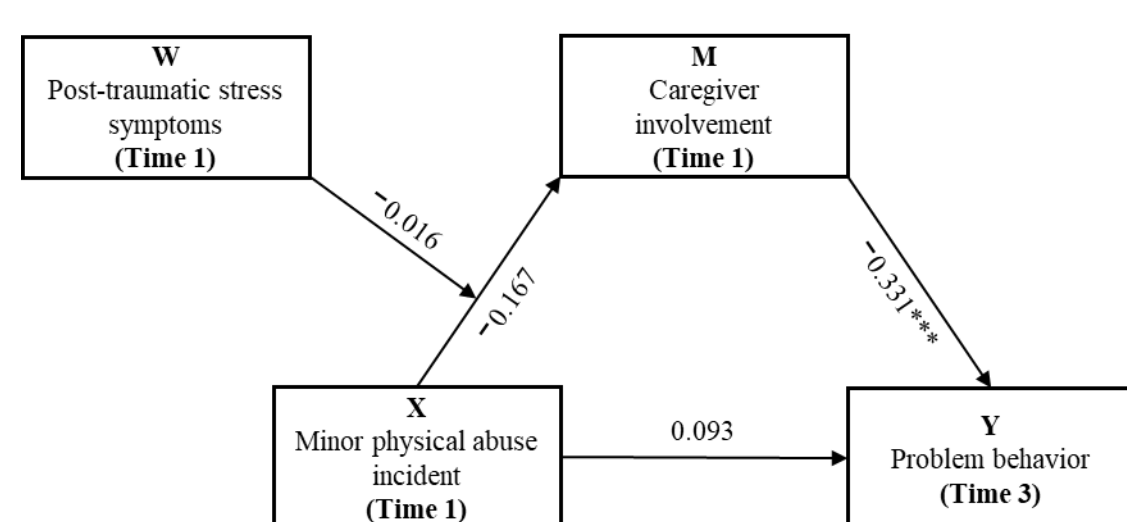 W
Post-traumatic stress
symptoms
(Time 1)
M
Caregiver
involvement
(Time 1)
−0.016
−0.167
−0.331***
X
Minor physical abuse
incident
(Time 1)
0.093
Y
Problem behavior
(Time 3)